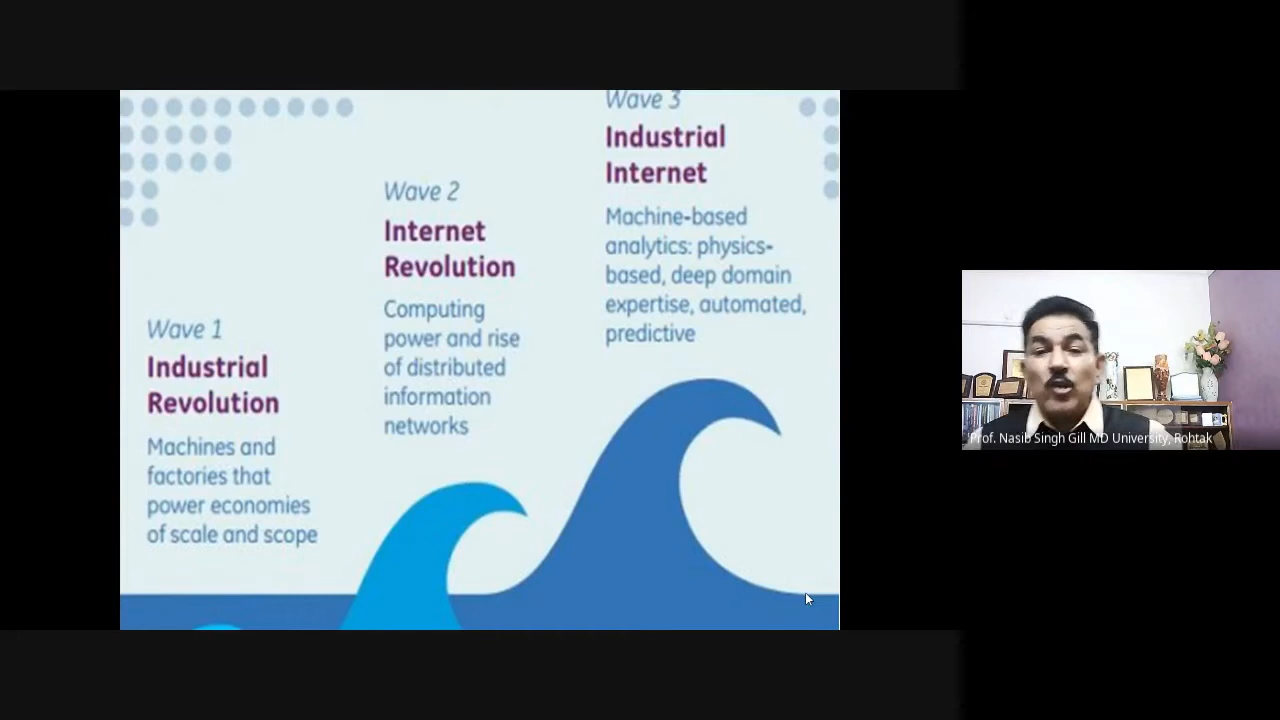 Wave 1
Industrial
Revolution
Machines and
factories that
power economies
of scale and scope
Wave 2
Internet
Revolution
Computing
power and rise
of distributed
information
networks
Wave 3
Industrial
Internet
Machine-based
analytics: physics-
based, deep domain
expertise, automated,
predictive
Prof. Nasib Singh Gill MD University, Rohtak